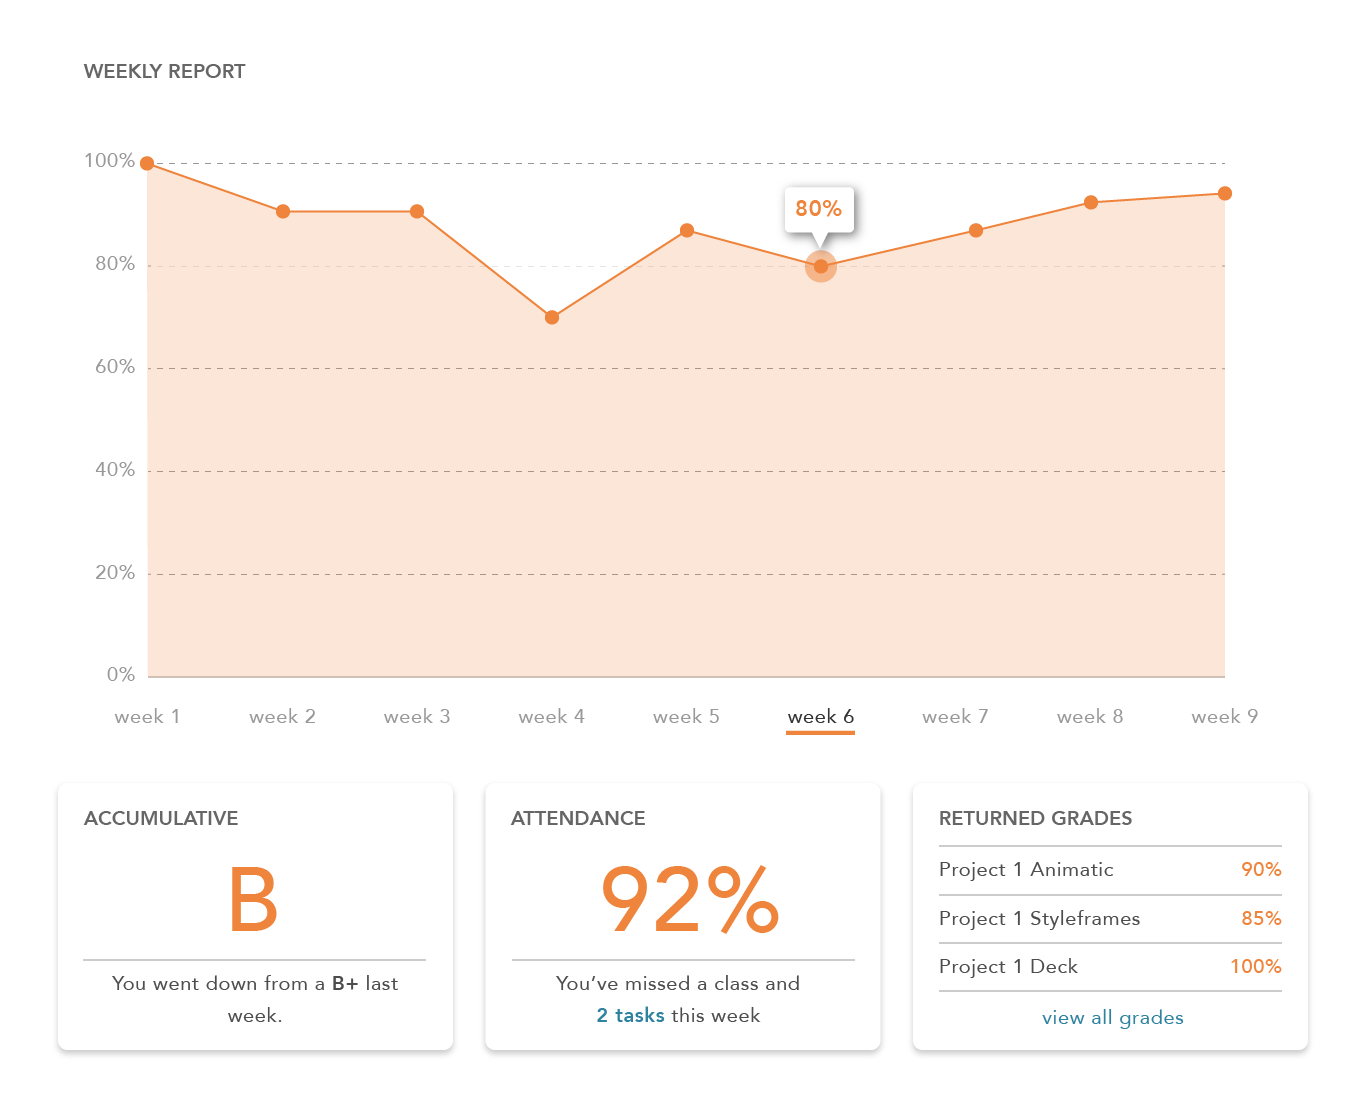 WEEKLY REPORT
100%
80%
80%
60%
40%
20%
0%
week 1 week 2 week 3 week 4 week 5 week 6 week 7 week 8 week 9
ACCUMULATIVE
B
You went down from a B+ last
week.
ATTENDANCE
92%
You’ve missed a class and
2 tasks this week
RETURNED GRADES
Project 1 Animatic 90%
Project 1 Styleframes 85%
Project 1 Deck 100%
view all grades